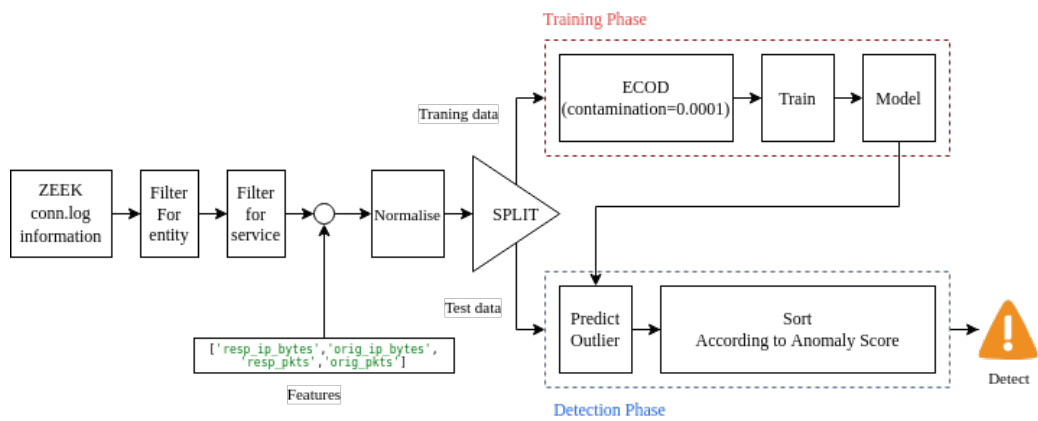 Training Phase
ECOD
(contamination=0.0001)
Train
Model
Traning data
ZEEK
conn.log
information
Filter
For
entity
Filter
for
service
Normalise
SPLIT
Test data
['resp_ip_bytes','orig_ip_bytes',
'resp_pkts','orig_pkts']
Features
Predict
Outlier
Sort
According to Anomaly Score
Detect
Detection Phase